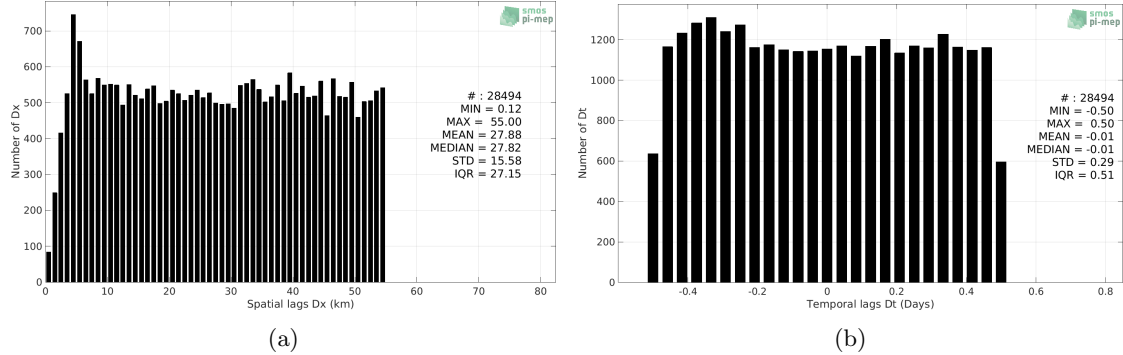 smos
pi-mep
700
600
500
400
300
200
100
0
Number of Dx
# : 28494
MIN = 0.12
MAX = 55.00
MEAN = 27.88
MEDIAN = 27.82
STD = 15.58
IQR = 27.15
0 10 20 30 40 50 60 70 80
Spatial lags Dx (km)
(a)
smos
pi-mep
1200
1000
800
600
400
200
0
Number of Dt
# : 28494
MIN = -0.50
MAX = 0.50
MEAN = -0.01
MEDIAN = -0.01
STD = 0.29
IQR = 0.51
-0.4 -0.2 0 0.2 0.4 0.6 0.8
Temporal lags Dt (Days)
(b)